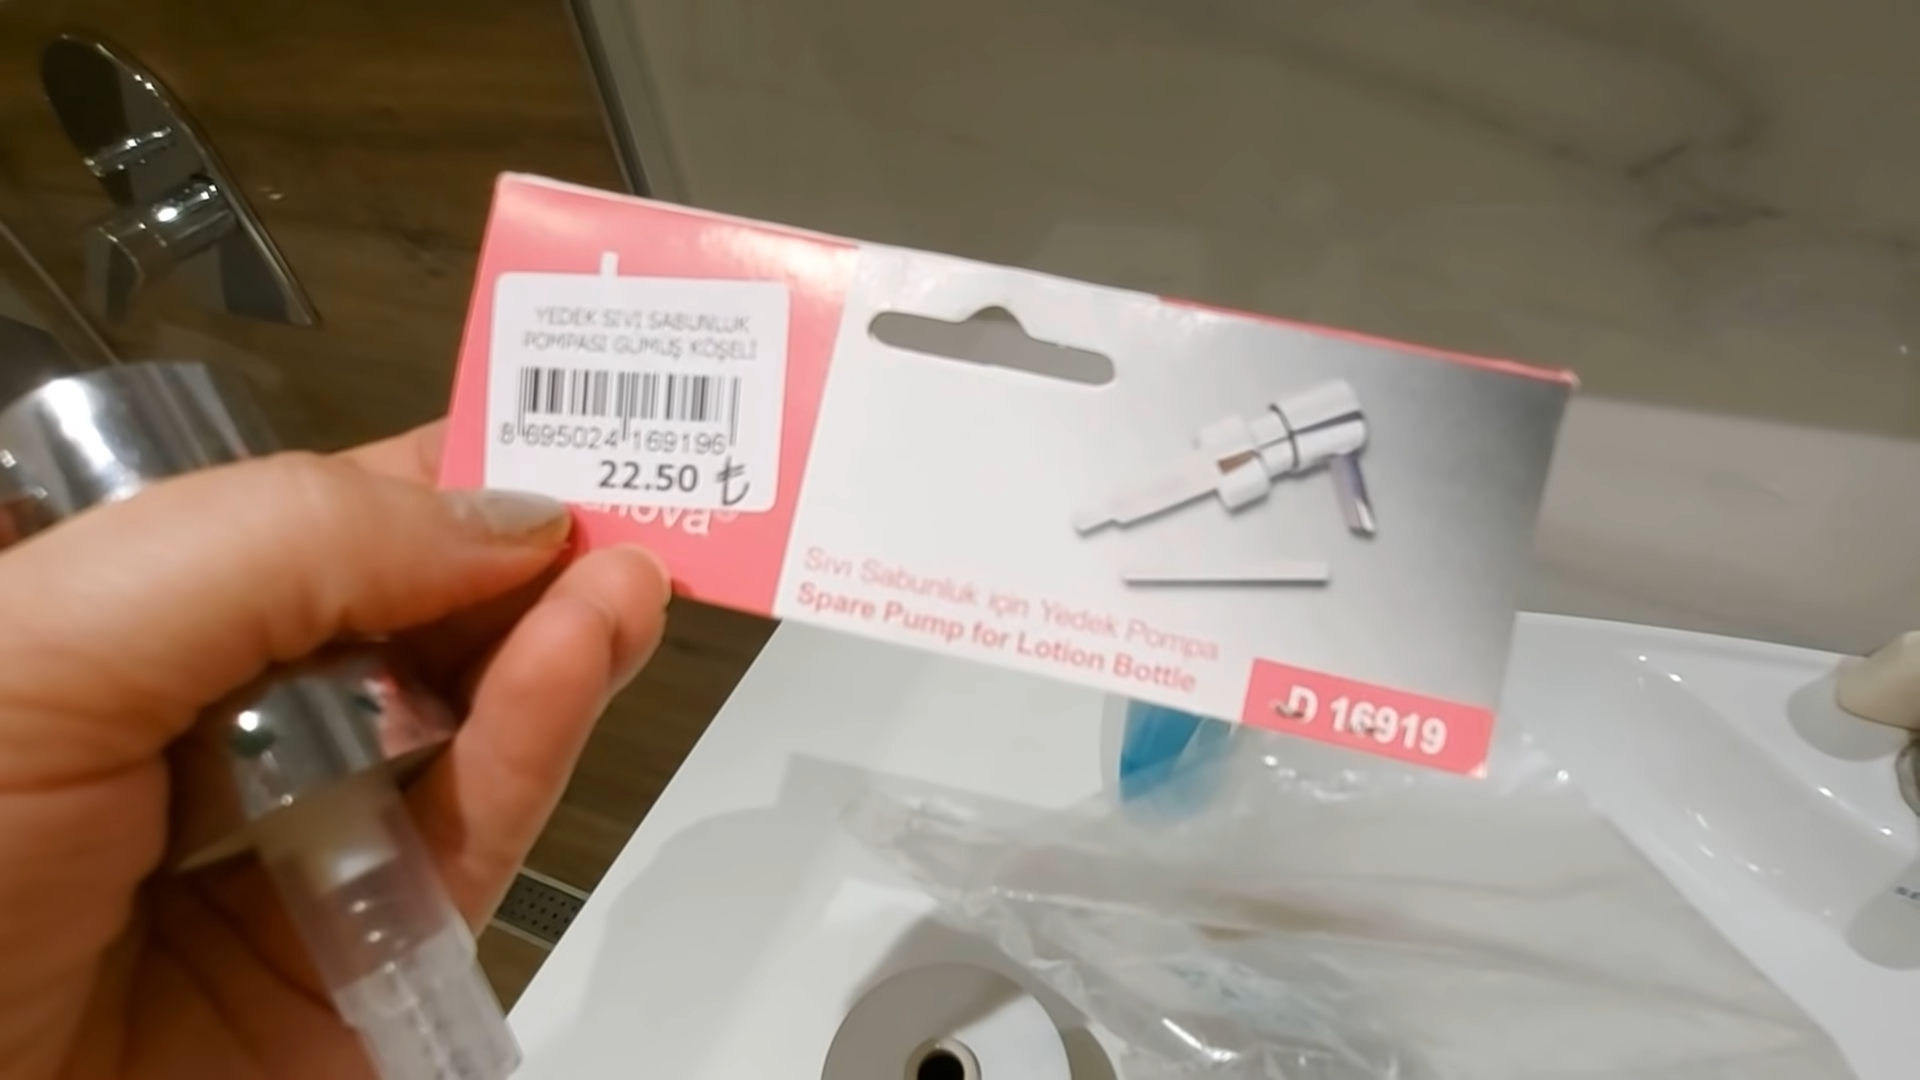 YEDEK SIVI SABUNLUK
POMPASI GÜMÜŞ KÖŞELİ
8 695024 169196
22.50 ₺
nova®
Sıvı Sabunluk için Yedek Pompa
Spare Pump for Lotion Bottle
D 16919